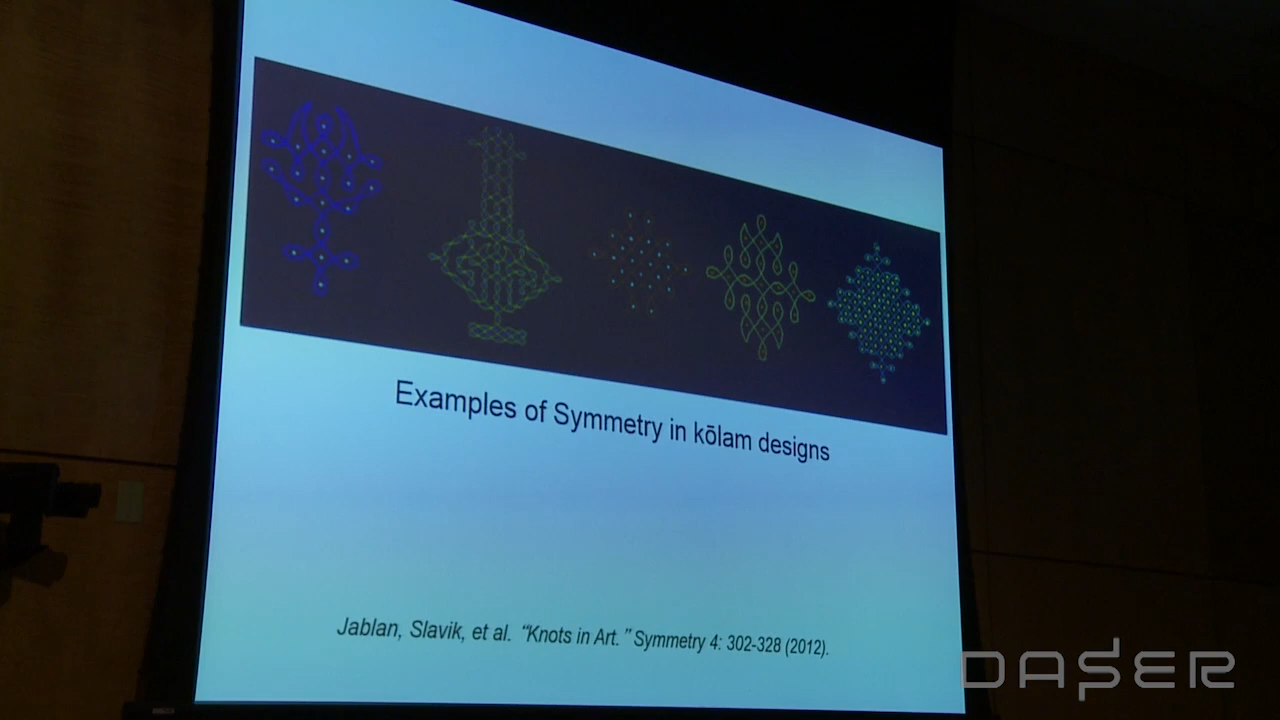 Examples of Symmetry in kōlam designs
Jablan, Slavik, et al. “Knots in Art.” Symmetry 4: 302-328 (2012).
DASER